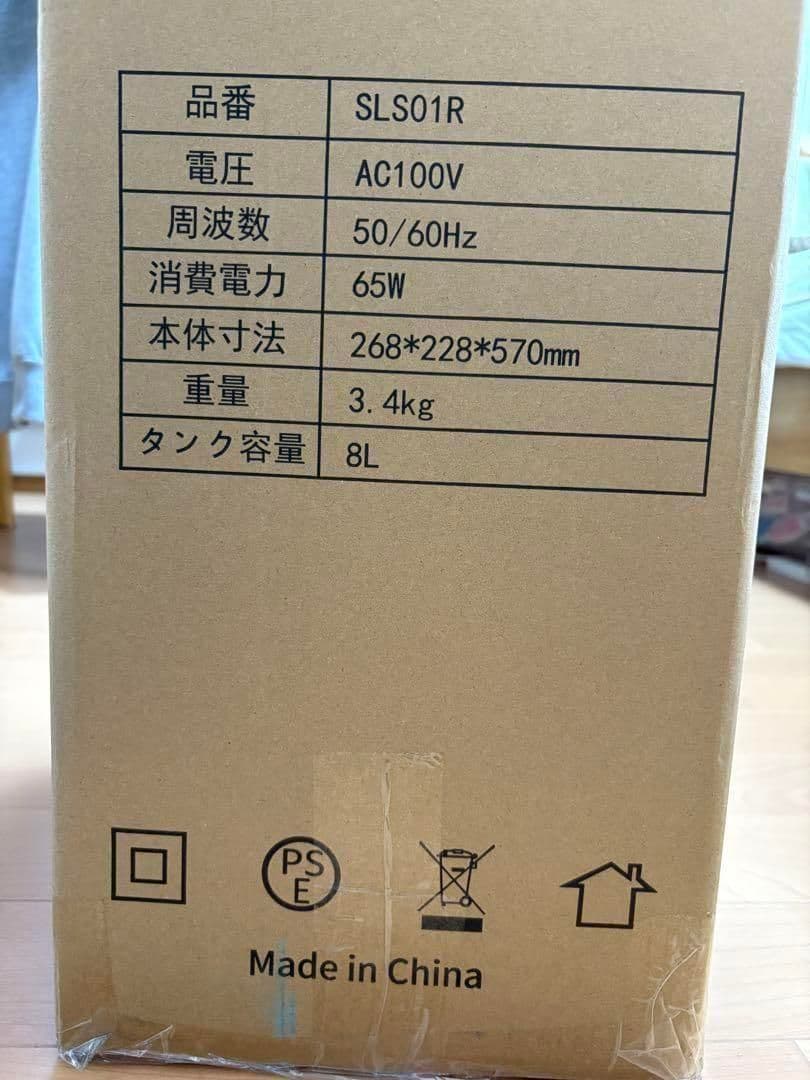 品番 SLS01R
電圧 AC100V
周波数 50/60Hz
消費電力 65W
本体寸法 268*228*570mm
重量 3.4kg
タンク容量 8L
PS
E
Made in China